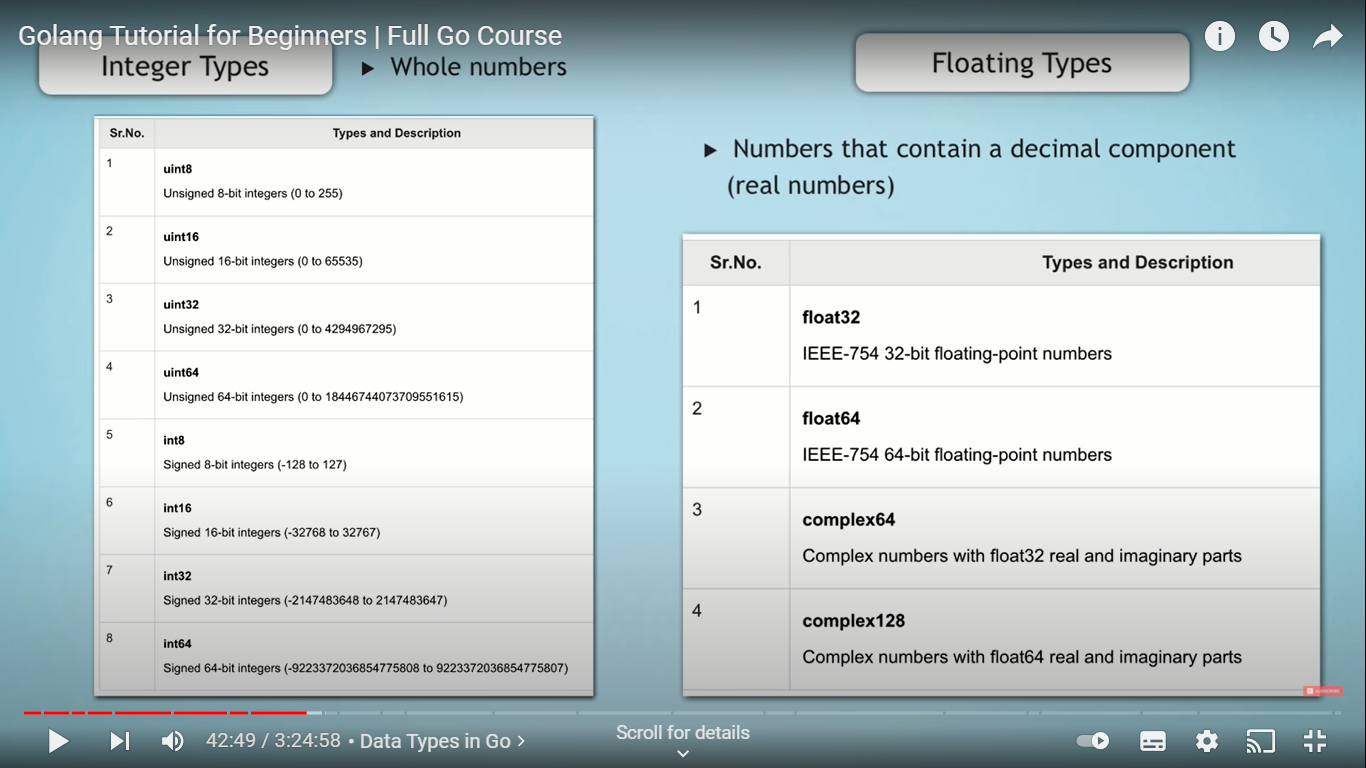 Golang Tutorial for Beginners | Full Go Course
Integer Types
Whole numbers
Sr.No. Types and Description
1
uint8
Unsigned 8-bit integers (0 to 255)
2
uint16
Unsigned 16-bit integers (0 to 65535)
3
uint32
Unsigned 32-bit integers (0 to 4294967295)
4
uint64
Unsigned 64-bit integers (0 to 18446744073709551615)
5
int8
Signed 8-bit integers (-128 to 127)
6
int16
Signed 16-bit integers (-32768 to 32767)
7
int32
Signed 32-bit integers (-2147483648 to 2147483647)
8
int64
Signed 64-bit integers (-9223372036854775808 to 9223372036854775807)
Floating Types
Numbers that contain a decimal component
(real numbers)
Sr.No. Types and Description
1
float32
IEEE-754 32-bit floating-point numbers
2
float64
IEEE-754 64-bit floating-point numbers
3
complex64
Complex numbers with float32 real and imaginary parts
4
complex128
Complex numbers with float64 real and imaginary parts
SUBSCRIBE
42:49 / 3:24:58 • Data Types in Go >
Scroll for details